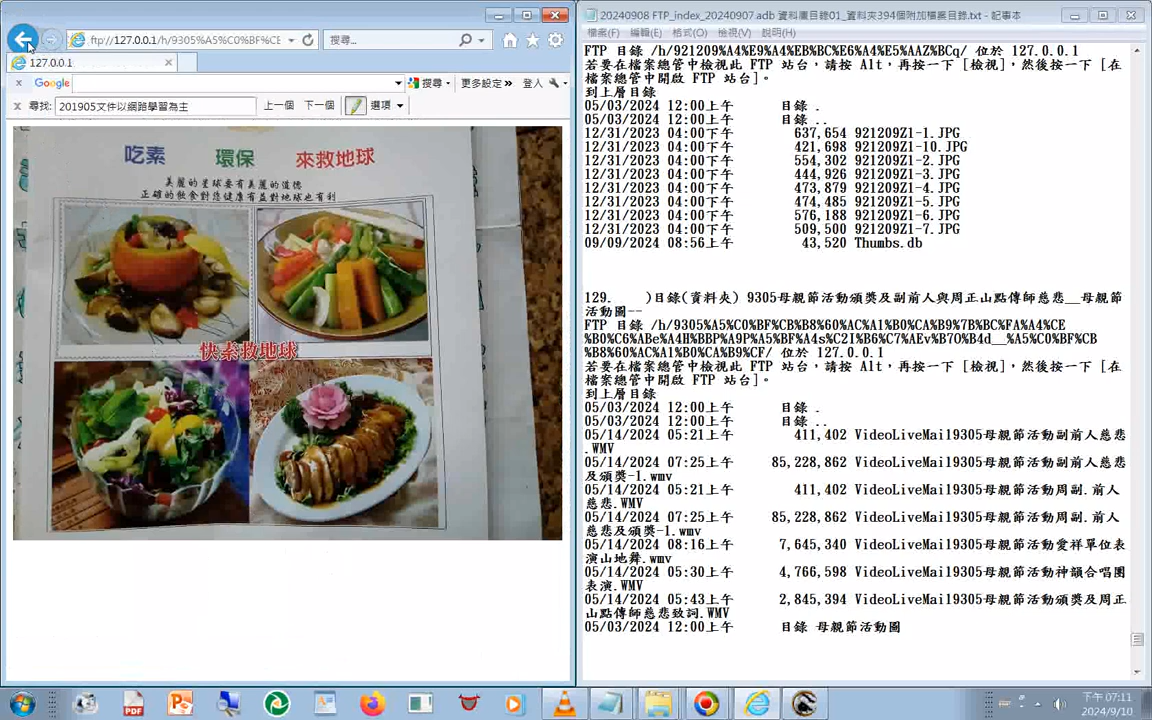 ftp://127.0.0.1/h/9305%A5%C0%BF%CE
搜尋...
127.0.0.1
Google
搜尋
更多設定 »
登入
尋找:
201905文件以網路學習為主
上一個
下一個
選項
吃素 環保 來救地球
美麗的星球要有美麗的道德
正確的飲食對您健康有益對地球也有利
快素救地球
20240908 FTP_index_20240907.adb 資料庫目錄01_資料夾394個附加檔案目錄.txt - 記事本
檔案(F) 編輯(E) 格式(O) 檢視(V) 說明(H)
FTP 目錄 /h/921209%A4%E9%A4%EB%BC%E6%A4%E5%AAZ%BCq/ 位於 127.0.0.1
若要在檔案總管中檢視此 FTP 站台，請按 Alt，再按一下 [檢視]，然後按一下 [在
檔案總管中開啟 FTP 站台]。
到上層目錄
05/03/2024 12:00上午 目錄 .
05/03/2024 12:00上午 目錄 ..
12/31/2023 04:00下午 637,654 921209Z1-1.JPG
12/31/2023 04:00下午 421,698 921209Z1-10.JPG
12/31/2023 04:00下午 554,302 921209Z1-2.JPG
12/31/2023 04:00下午 444,926 921209Z1-3.JPG
12/31/2023 04:00下午 473,879 921209Z1-4.JPG
12/31/2023 04:00下午 474,485 921209Z1-5.JPG
12/31/2023 04:00下午 576,188 921209Z1-6.JPG
12/31/2023 04:00下午 509,500 921209Z1-7.JPG
09/09/2024 08:56上午 43,520 Thumbs.db
129. )目錄(資料夾) 9305母親節活動頒獎及副前人與周正山點傳師慈悲__母親節
活動圖--
FTP 目錄 /h/9305%A5%C0%BF%CB%B8%60%AC%A1%B0%CA%B9%7B%BC%FA%A4%CE
%B0%C6%ABe%A4H%BBP%A9P%A5%BF%A4s%C2I%B6%C7%AEv%B7O%B4d__%A5%C0%BF%CB
%B8%60%AC%A1%B0%CA%B9%CF/ 位於 127.0.0.1
若要在檔案總管中檢視此 FTP 站台，請按 Alt，再按一下 [檢視]，然後按一下 [在
檔案總管中開啟 FTP 站台]。
到上層目錄
05/03/2024 12:00上午 目錄 .
05/03/2024 12:00上午 目錄 ..
05/14/2024 05:21上午 411,402 VideoLiveMail9305母親節活動副前人慈悲
.WMV
05/14/2024 07:25上午 85,228,862 VideoLiveMail9305母親節活動副前人慈悲
及頒獎-1.wmv
05/14/2024 05:21上午 411,402 VideoLiveMail9305母親節活動周副.前人
慈悲.WMV
05/14/2024 07:25上午 85,228,862 VideoLiveMail9305母親節活動周副.前人
慈悲及頒獎-1.wmv
05/14/2024 08:16上午 7,645,340 VideoLiveMail9305母親節活動愛祥單位表
演山地舞.wmv
05/14/2024 05:30上午 4,766,598 VideoLiveMail9305母親節活動神韻合唱團
表演.WMV
05/14/2024 05:43上午 2,845,394 VideoLiveMail9305母親節活動頒獎及周正
山點傳師慈悲致詞.WMV
05/03/2024 12:00上午 目錄 母親節活動圖
PDF
下午 07:11
2024/9/10